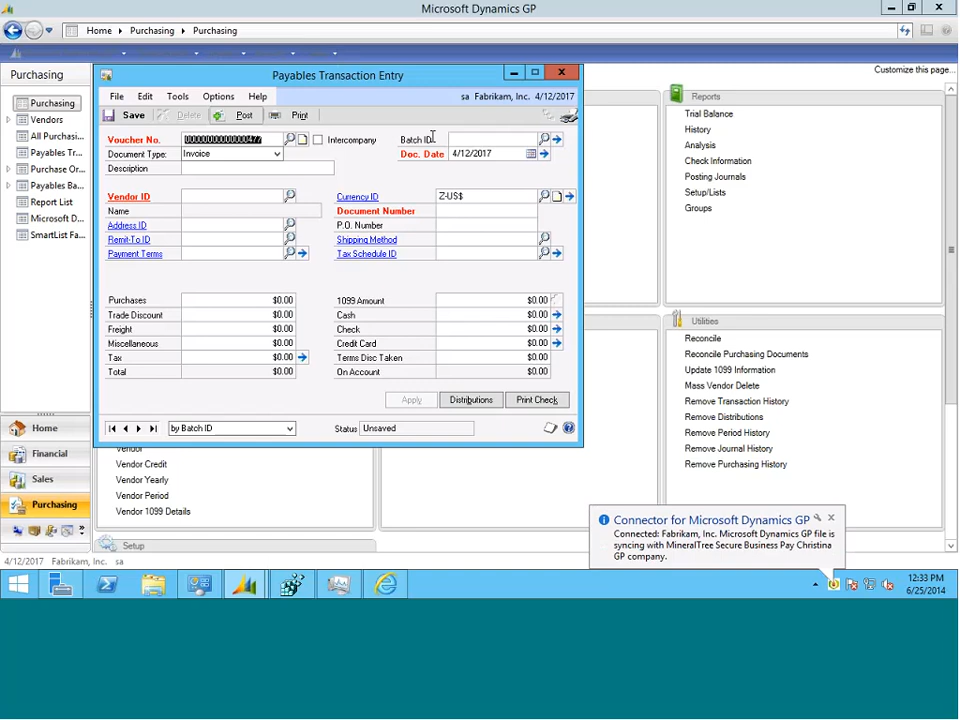 Microsoft Dynamics GP
Home
Purchasing
Purchasing
Customize this page...
Purchasing
Purchasing
Vendors
All Purchasi...
Payables Tr...
Purchase Or...
Payables Ba...
Report List
Microsoft D...
SmartList Fa...
Home
Financial
Sales
Purchasing
Payables Transaction Entry
File Edit Tools Options Help
sa Fabrikam, Inc. 4/12/2017
Save Delete Post Print
Voucher No.
Intercompany
Batch ID
Document Type: Invoice
Doc. Date 4/12/2017
Description
Vendor ID
Currency ID Z-US$
Name
Document Number
Address ID
P.O. Number
Remit-To ID
Shipping Method
Payment Terms
Tax Schedule ID
Purchases $0.00
1099 Amount $0.00
Trade Discount $0.00
Cash $0.00
Freight $0.00
Check $0.00
Miscellaneous $0.00
Credit Card $0.00
Tax $0.00
Terms Disc Taken $0.00
Total $0.00
On Account $0.00
Apply Distributions Print Check
by Batch ID
Status Unsaved
Vendor
Vendor Credit
Vendor Yearly
Vendor Period
Vendor 1099 Details
Setup
Reports
Trial Balance
History
Analysis
Check Information
Posting Journals
Setup/Lists
Groups
Utilities
Reconcile
Reconcile Purchasing Documents
Update 1099 Information
Mass Vendor Delete
Remove Transaction History
Remove Distributions
Remove Period History
Remove Journal History
Remove Purchasing History
Connector for Microsoft Dynamics GP
Connected: Fabrikam, Inc. Microsoft Dynamics GP file is
syncing with MineralTree Secure Business Pay Christina
GP company.
4/12/2017 Fabrikam, Inc. sa
12:33 PM
6/25/2014